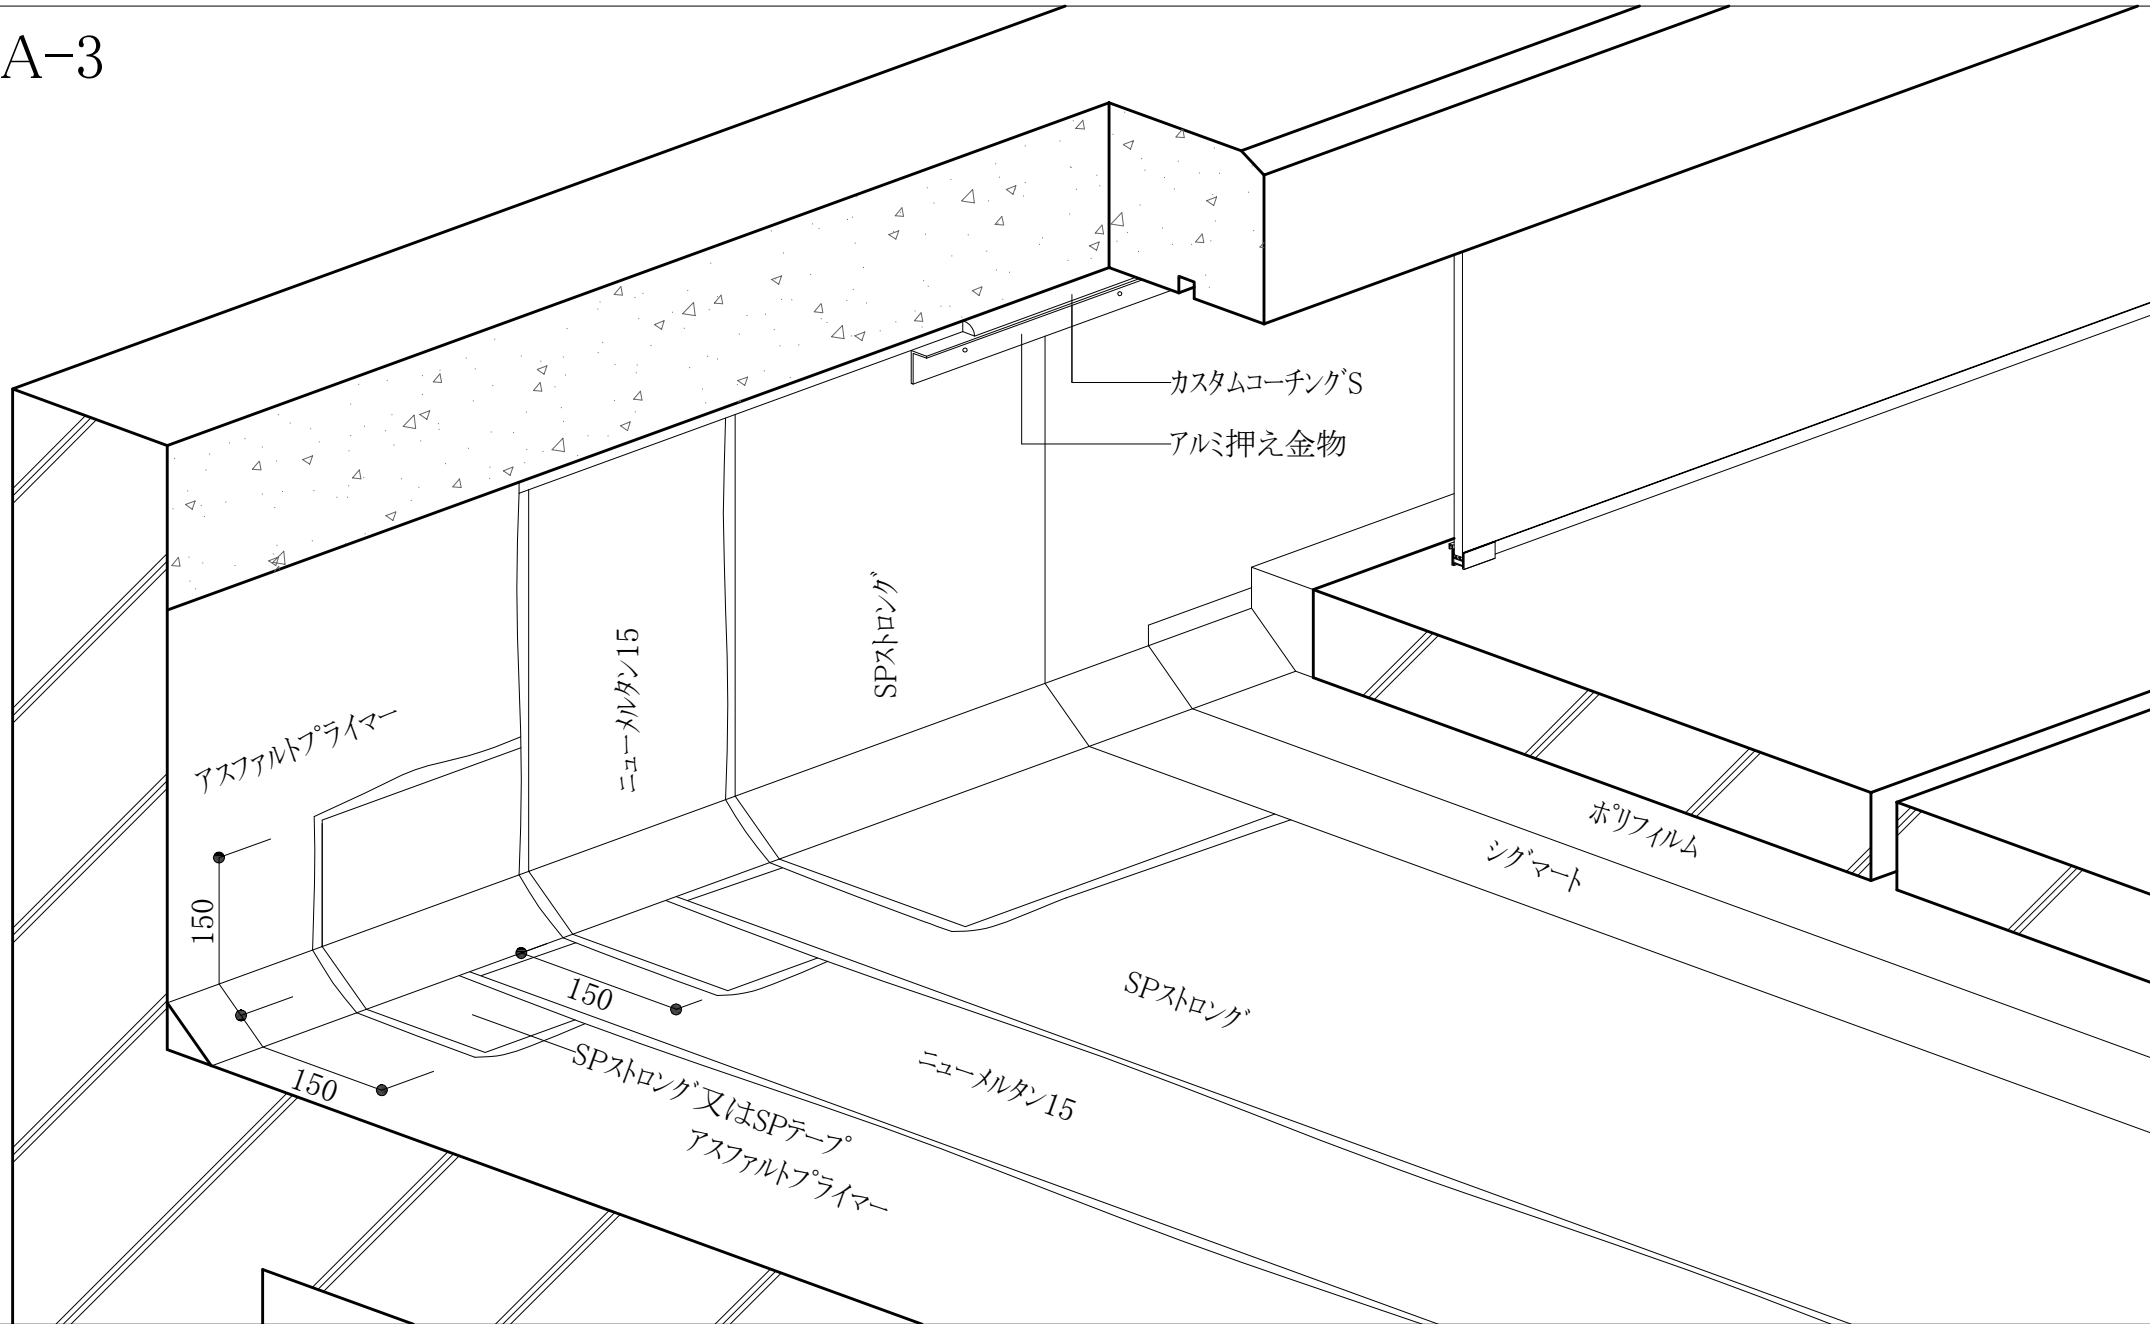 A-3
カスタムコーチングS
アルミ押え金物
SPストロング
ニューメルタン15
アスファルトプライマー
150
150
150
ポリフィルム
シグマート
SPストロング
ニューメルタン15
SPストロング又はSPテープ
アスファルトプライマー